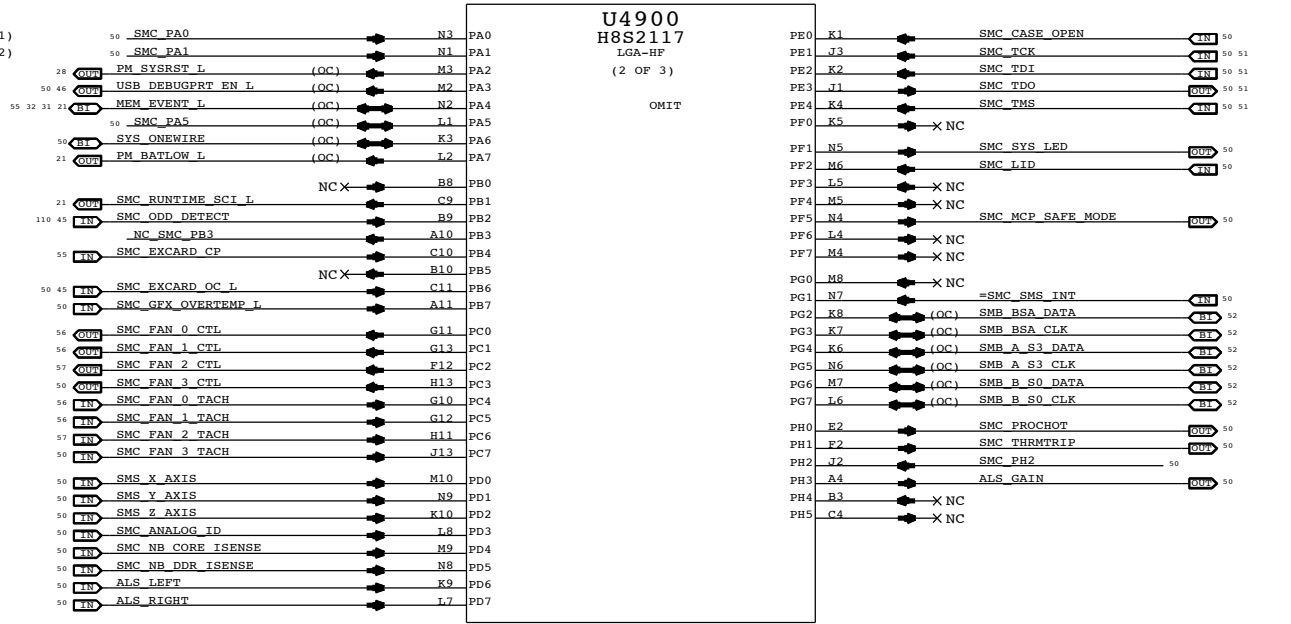 U4900
H8S2117
LGA-HF
(2 OF 3)
OMIT
1)
2)
50 SMC_PA0 N3 PA0
50 SMC_PA1 N1 PA1
28 OUT PM_SYSRST_L (OC) M3 PA2
50 46 OUT USB_DEBUGPRT_EN_L (OC) M2 PA3
55 32 31 21 BI MEM_EVENT_L (OC) N2 PA4
50 SMC_PA5 (OC) L1 PA5
50 BI SYS_ONEWIRE (OC) K3 PA6
21 OUT PM_BATLOW_L (OC) L2 PA7
NC B8 PB0
21 OUT SMC_RUNTIME_SCI_L C9 PB1
110 45 IN SMC_ODD_DETECT B9 PB2
NC_SMC_PB3 A10 PB3
55 IN SMC_EXCARD_CP C10 PB4
NC B10 PB5
50 45 IN SMC_EXCARD_OC_L C11 PB6
50 IN SMC_GFX_OVERTEMP_L A11 PB7
56 OUT SMC_FAN_0_CTL G11 PC0
56 OUT SMC_FAN_1_CTL G13 PC1
57 OUT SMC_FAN_2_CTL F12 PC2
50 OUT SMC_FAN_3_CTL H13 PC3
56 IN SMC_FAN_0_TACH G10 PC4
56 IN SMC_FAN_1_TACH G12 PC5
57 IN SMC_FAN_2_TACH H11 PC6
50 IN SMC_FAN_3_TACH J13 PC7
50 IN SMS_X_AXIS M10 PD0
50 IN SMS_Y_AXIS N9 PD1
50 IN SMS_Z_AXIS K10 PD2
50 IN SMC_ANALOG_ID L8 PD3
50 IN SMC_NB_CORE_ISENSE M9 PD4
50 IN SMC_NB_DDR_ISENSE N8 PD5
50 IN ALS_LEFT K9 PD6
50 IN ALS_RIGHT L7 PD7
PE0 K1 SMC_CASE_OPEN IN 50
PE1 J3 SMC_TCK IN 50 51
PE2 K2 SMC_TDI IN 50 51
PE3 J1 SMC_TDO OUT 50 51
PE4 K4 SMC_TMS IN 50 51
PF0 K5 NC
PF1 N5 SMC_SYS_LED OUT 50
PF2 M6 SMC_LID IN 50
PF3 L5 NC
PF4 M5 NC
PF5 N4 SMC_MCP_SAFE_MODE OUT 50
PF6 L4 NC
PF7 M4 NC
PG0 M8 NC
PG1 N7 =SMC_SMS_INT IN 50
PG2 K8 (OC) SMB_BSA_DATA BI 52
PG3 K7 (OC) SMB_BSA_CLK BI 52
PG4 K6 (OC) SMB_A_S3_DATA BI 52
PG5 N6 (OC) SMB_A_S3_CLK BI 52
PG6 M7 (OC) SMB_B_S0_DATA BI 52
PG7 L6 (OC) SMB_B_S0_CLK BI 52
PH0 E2 SMC_PROCHOT OUT 50
PH1 F2 SMC_THRMTRIP OUT 50
PH2 J2 SMC_PH2 50
PH3 A4 ALS_GAIN OUT 50
PH4 B3 NC
PH5 C4 NC